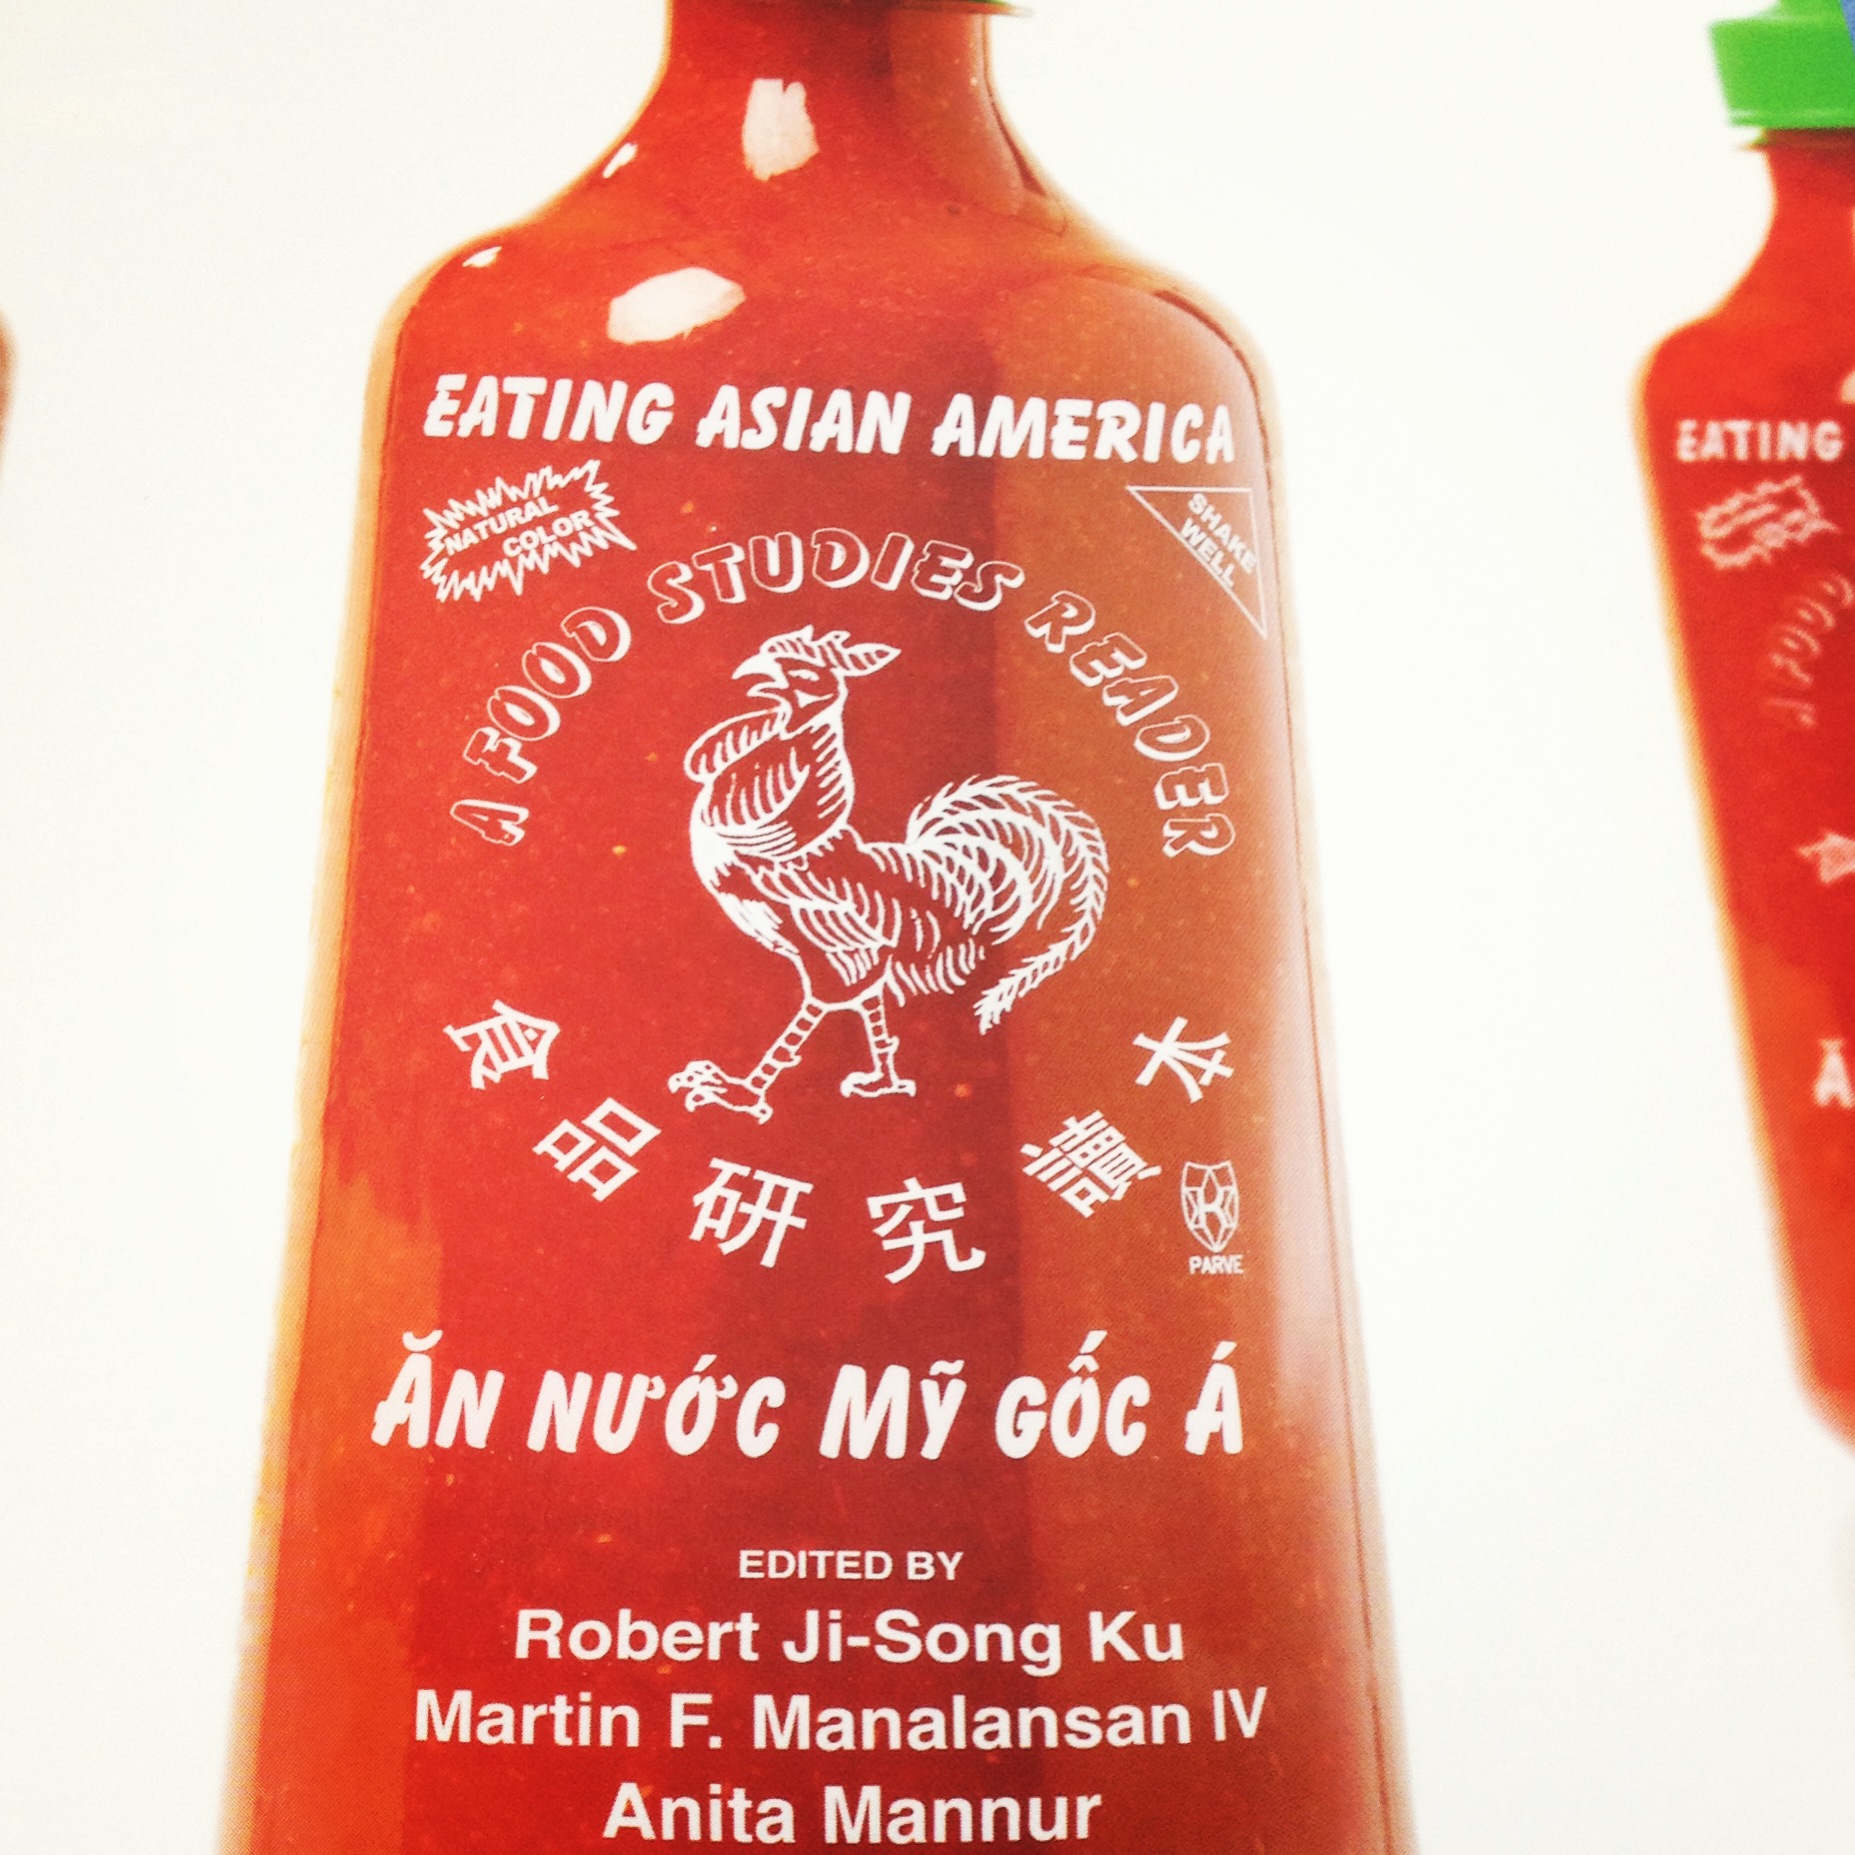 EATING ASIAN AMERICA
NATURAL
COLOR
SHAKE
WELL
A FOOD STUDIES READER
食品研究讀本
PARVE
ĂN NƯỚC MỸ GỐC Á
EDITED BY
Robert Ji-Song Ku
Martin F. Manalansan IV
Anita Mannur
EATING
A FOOD
Ă